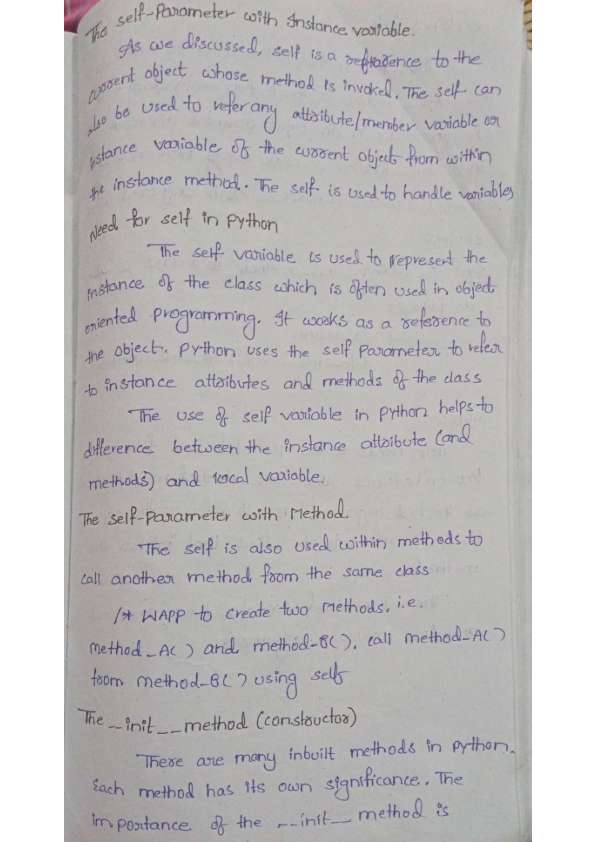 The self-Parameter with Instance variable.
As we discussed, self is a reference to the
current object whose method is invoked. The self can
also be used to refer any attribute/member variable or
instance variable of the current object from within
the instance method. The self is used to handle variables
Need for self in Python
The self variable is used to represent the
instance of the class which is often used in object
oriented programming. It works as a reference to
the object. Python uses the self parameter to refer
to instance attributes and methods of the class
The use of self variable in Python helps to
difference between the instance attribute (and
methods) and local variable.
The self-Parameter with Method.
The self is also used within methods to
call another method from the same class
/* WAPP to create two Methods. i.e.
method_A( ) and method-B( ). call method-A( )
from method-B( ) using self
The __init__ method (constructor)
There are many inbuilt methods in Python.
Each method has its own significance. The
importance of the __init__ method is